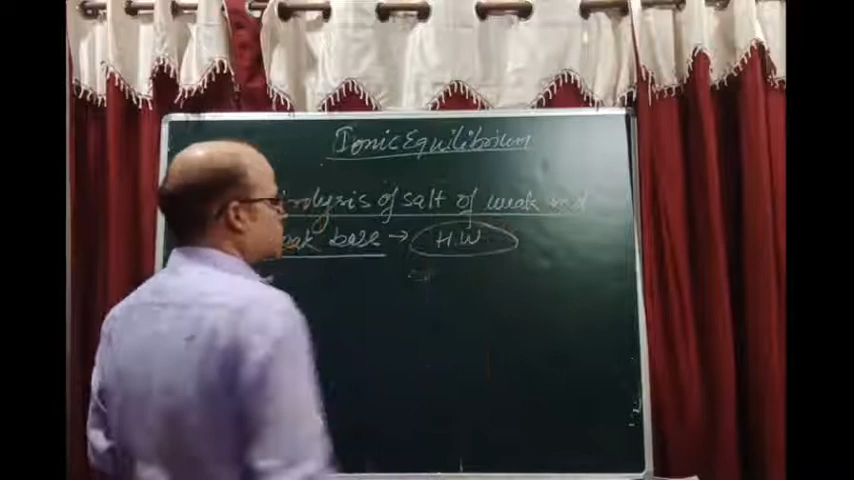 Ionic Equilibrium
of salt of weak
base → H.W